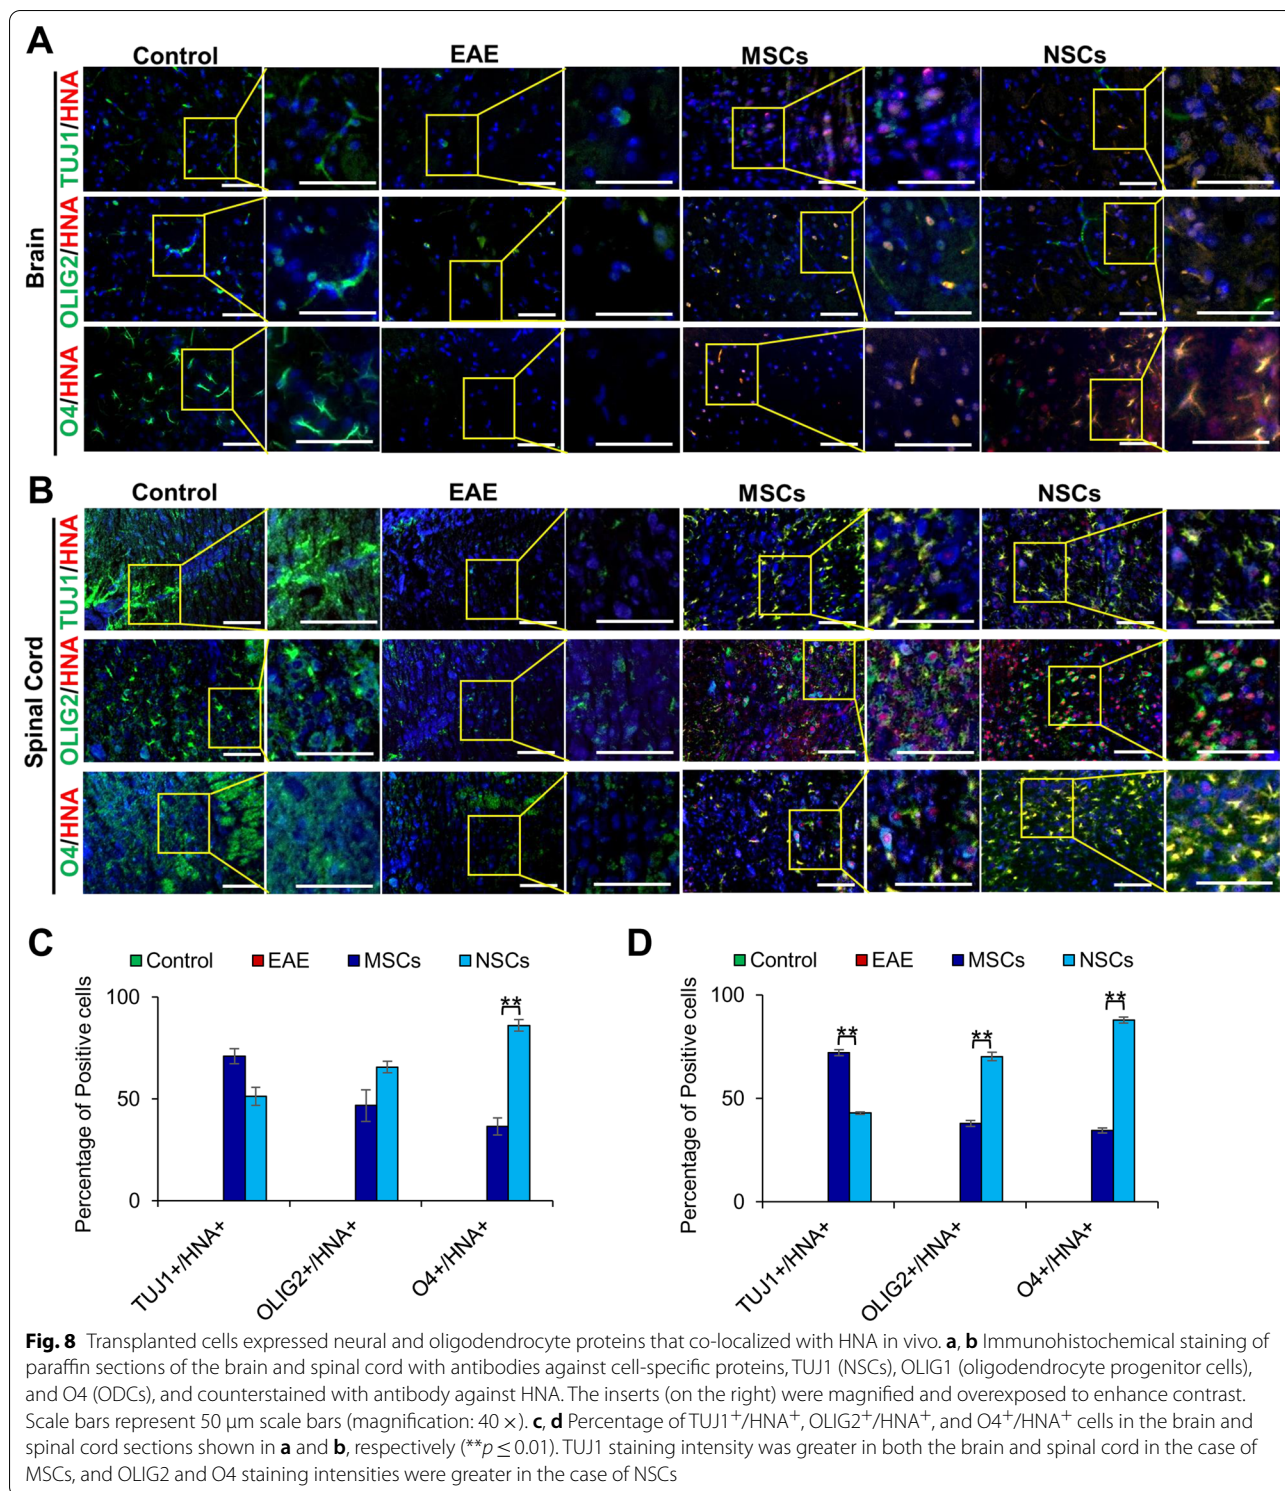 A
Control EAE MSCs NSCs
Brain
TUJ1/HNA
OLIG2/HNA
O4/HNA
B
Control EAE MSCs NSCs
Spinal Cord
TUJ1/HNA
OLIG2/HNA
O4/HNA
C
Control EAE MSCs NSCs
Percentage of Positive cells
100
50
0
**
TUJ1+/HNA+
OLIG2+/HNA+
O4+/HNA+
D
Control EAE MSCs NSCs
Percentage of Positive cells
100
50
0
** ** **
TUJ1+/HNA+
OLIG2+/HNA+
O4+/HNA+
Fig. 8 Transplanted cells expressed neural and oligodendrocyte proteins that co-localized with HNA in vivo. a, b Immunohistochemical staining of
paraffin sections of the brain and spinal cord with antibodies against cell-specific proteins, TUJ1 (NSCs), OLIG1 (oligodendrocyte progenitor cells),
and O4 (ODCs), and counterstained with antibody against HNA. The inserts (on the right) were magnified and overexposed to enhance contrast.
Scale bars represent 50 μm scale bars (magnification: 40 ×). c, d Percentage of TUJ1⁺/HNA⁺, OLIG2⁺/HNA⁺, and O4⁺/HNA⁺ cells in the brain and
spinal cord sections shown in a and b, respectively (**p ≤ 0.01). TUJ1 staining intensity was greater in both the brain and spinal cord in the case of
MSCs, and OLIG2 and O4 staining intensities were greater in the case of NSCs